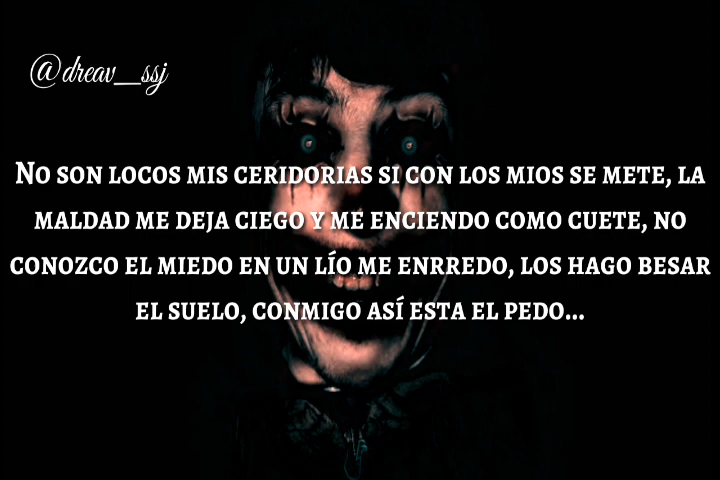 @dreav__ssj
No son locos mis ceridorias si con los mios se mete, la
maldad me deja ciego y me enciendo como cuete, no
conozco el miedo en un lío me enrredo, los hago besar
el suelo, conmigo así esta el pedo...